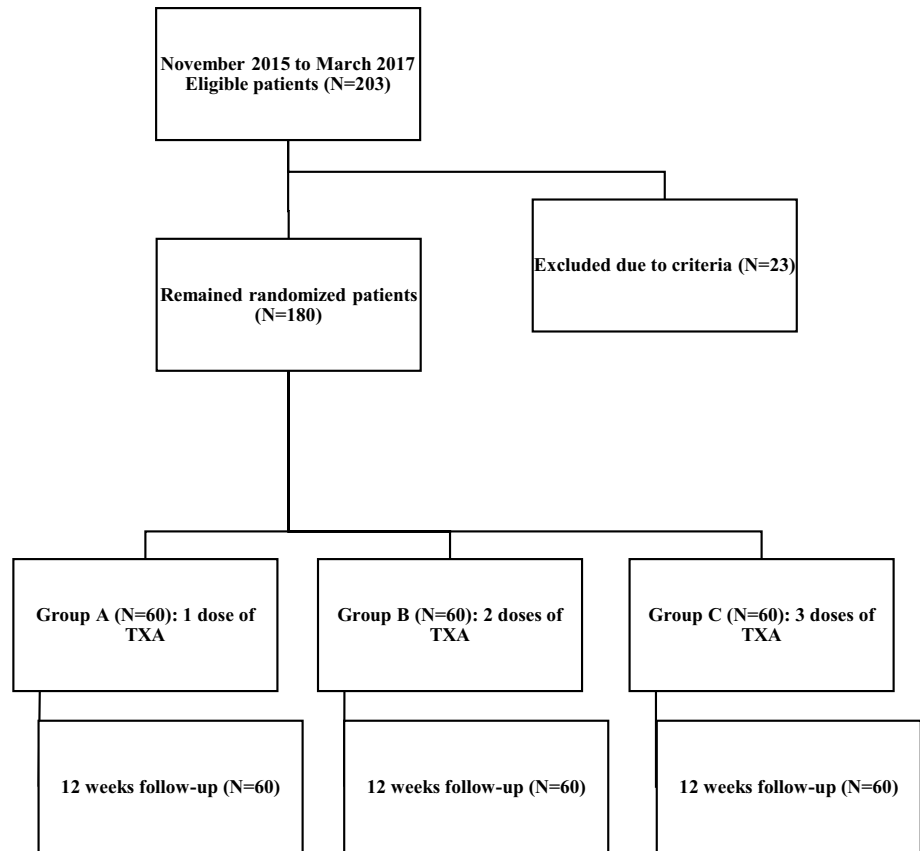 November 2015 to March 2017
Eligible patients (N=203)
Excluded due to criteria (N=23)
Remained randomized patients
(N=180)
Group A (N=60): 1 dose of
TXA
Group B (N=60): 2 doses of
TXA
Group C (N=60): 3 doses of
TXA
12 weeks follow-up (N=60)
12 weeks follow-up (N=60)
12 weeks follow-up (N=60)